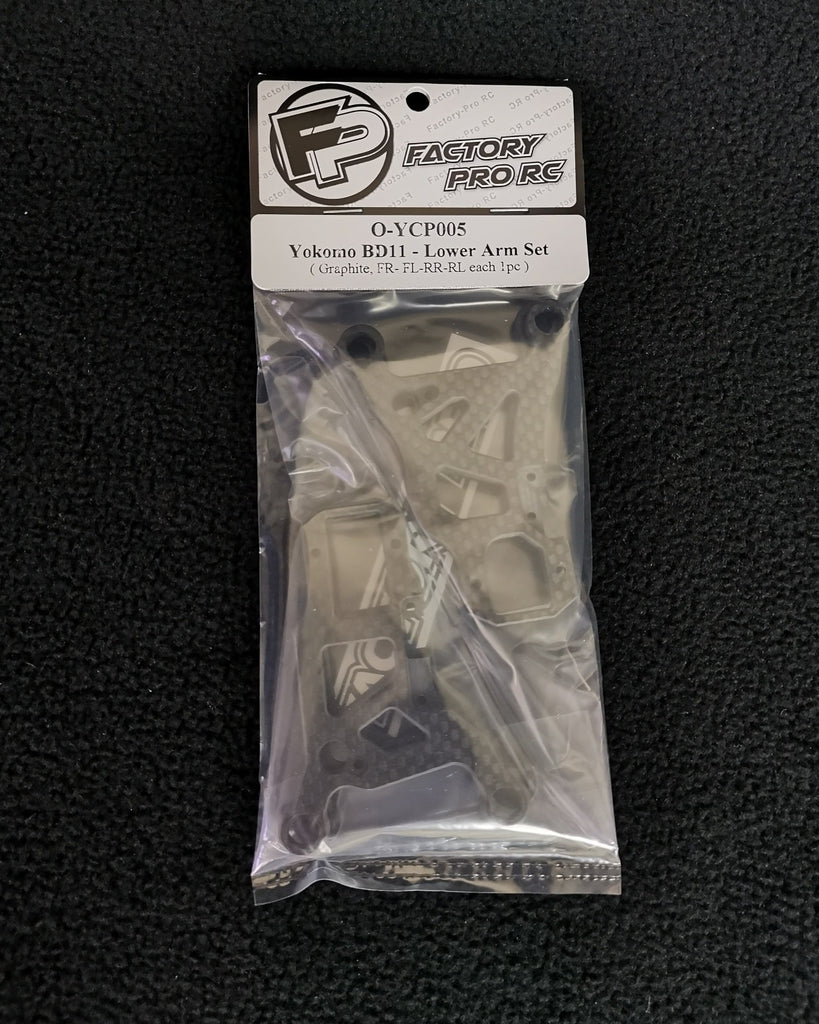 FP
FACTORY
PRO RC
O-YCP005
Yokomo BD11 - Lower Arm Set
( Graphite, FR- FL-RR-RL each 1pc )